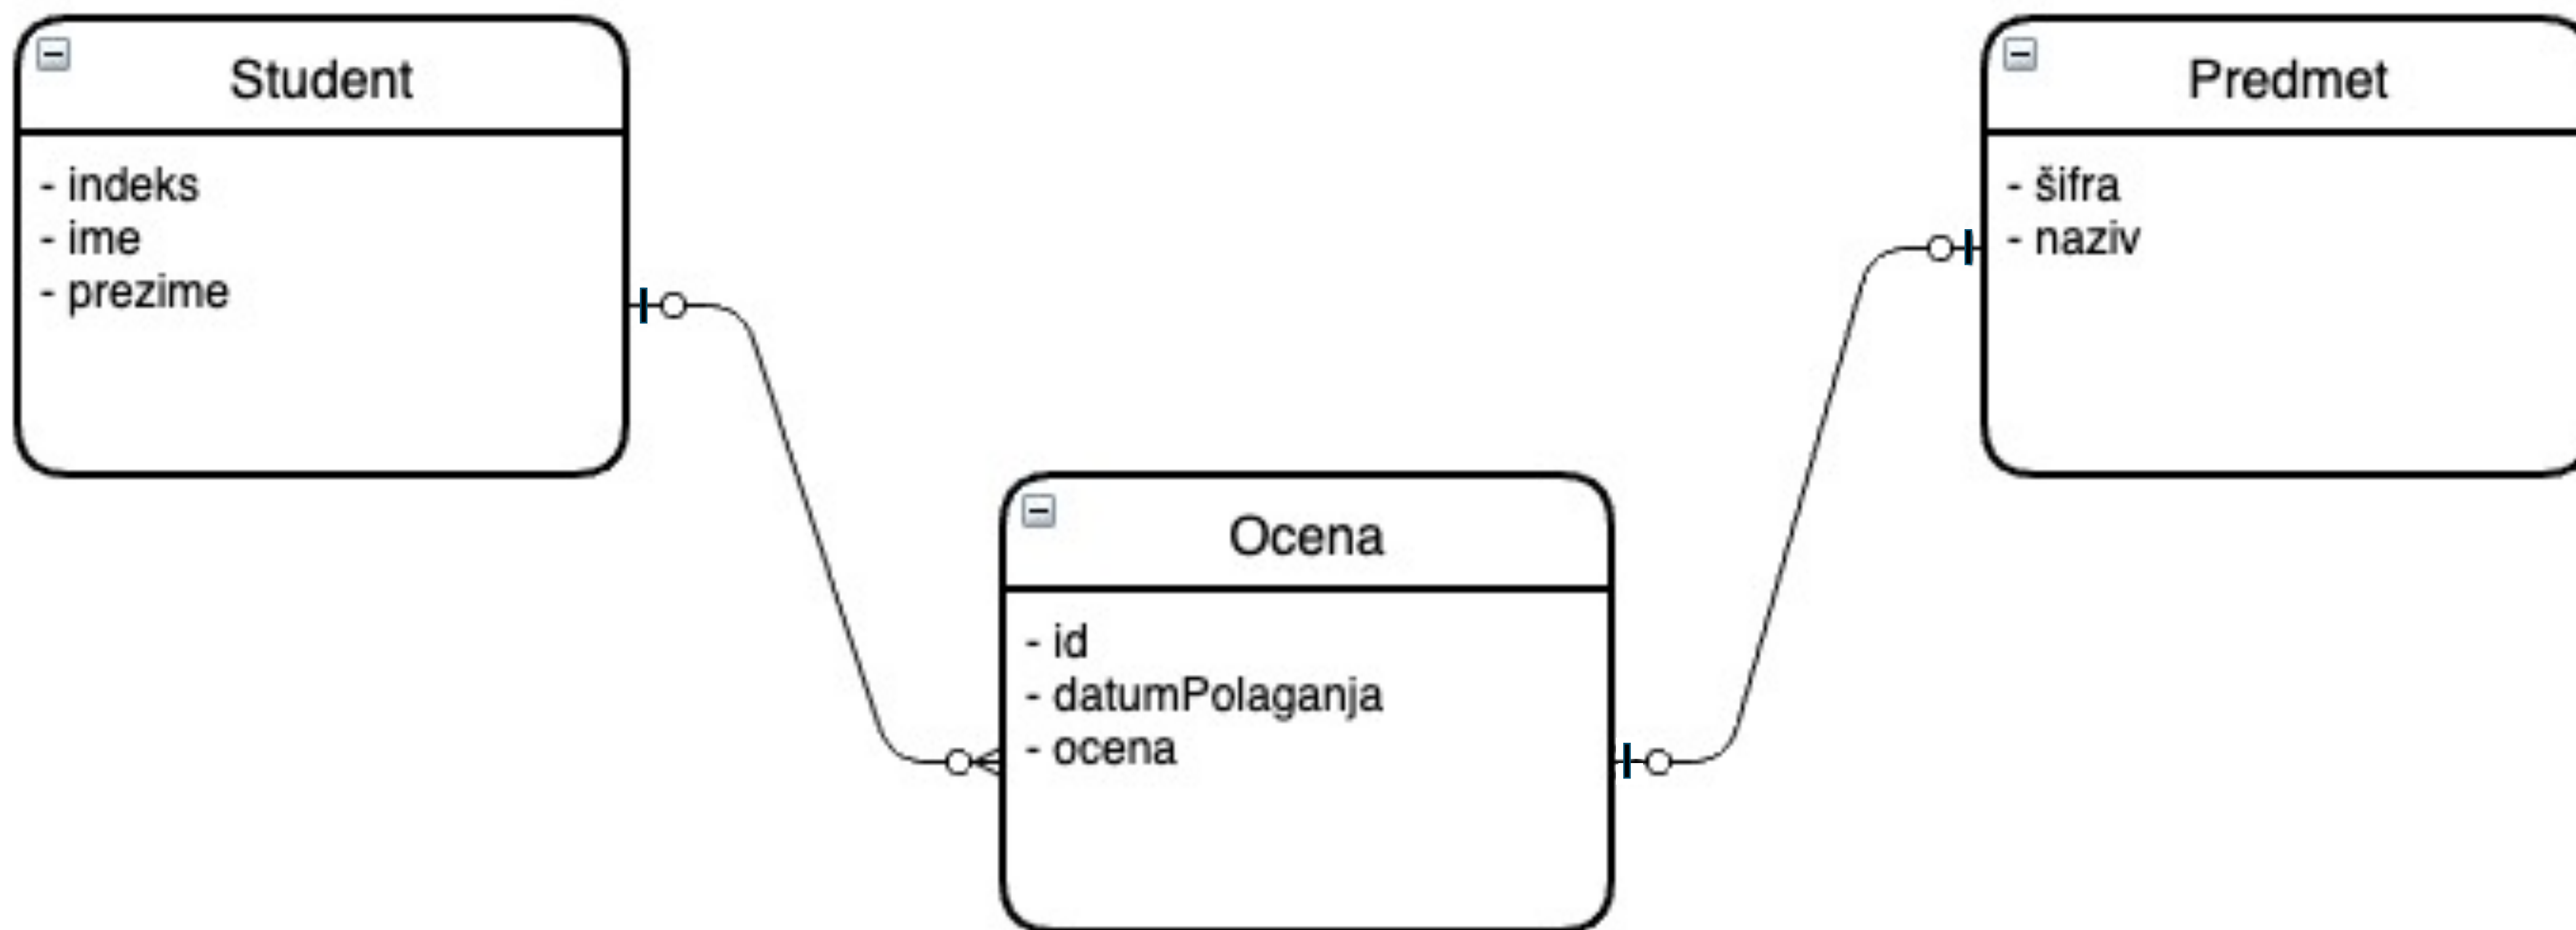 Student
- indeks
- ime
- prezime
Ocena
- id
- datumPolaganja
- ocena
Predmet
- šifra
- naziv